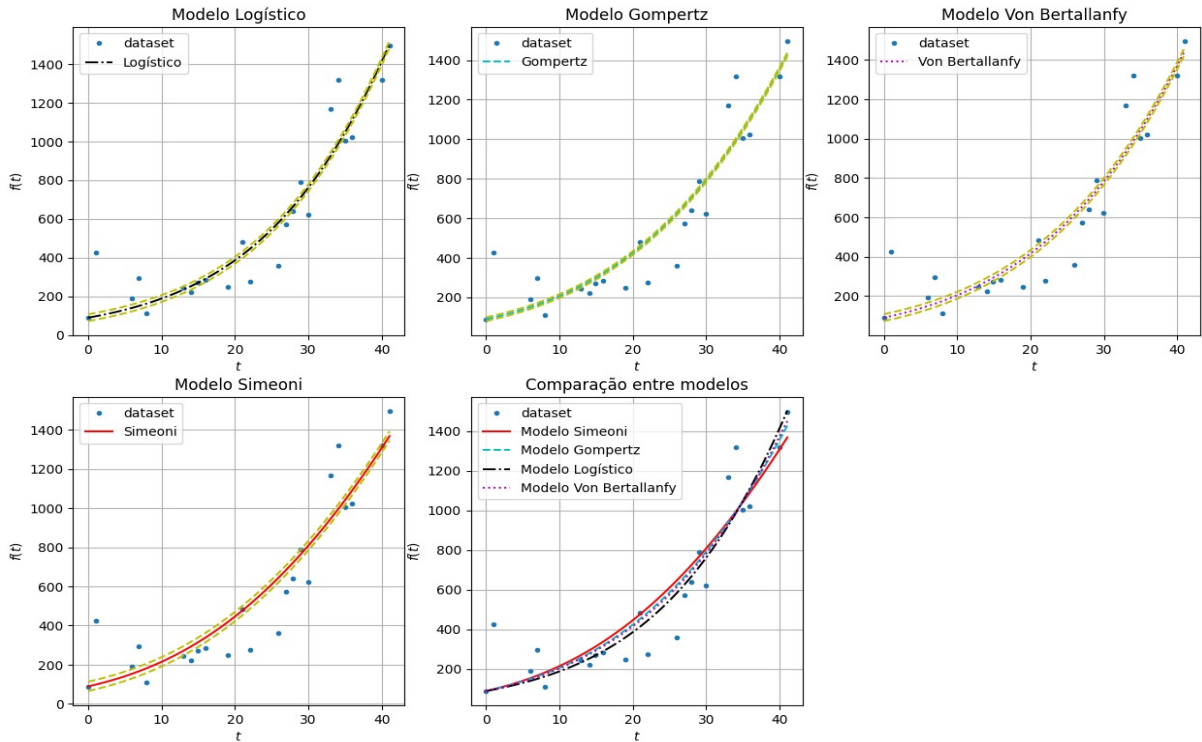 Modelo Logístico
dataset
Logístico
1400
1200
1000
800
600
400
200
0
f(t)
0
10
20
30
40
t
Modelo Gompertz
dataset
Gompertz
1400
1200
1000
800
600
400
200
f(t)
0
10
20
30
40
t
Modelo Von Bertallanfy
dataset
Von Bertallanfy
1400
1200
1000
800
600
400
200
f(t)
0
10
20
30
40
t
Modelo Simeoni
dataset
Simeoni
1400
1200
1000
800
600
400
200
0
f(t)
0
10
20
30
40
t
Comparação entre modelos
dataset
Modelo Simeoni
Modelo Gompertz
Modelo Logístico
Modelo Von Bertallanfy
1400
1200
1000
800
600
400
200
f(t)
0
10
20
30
40
t